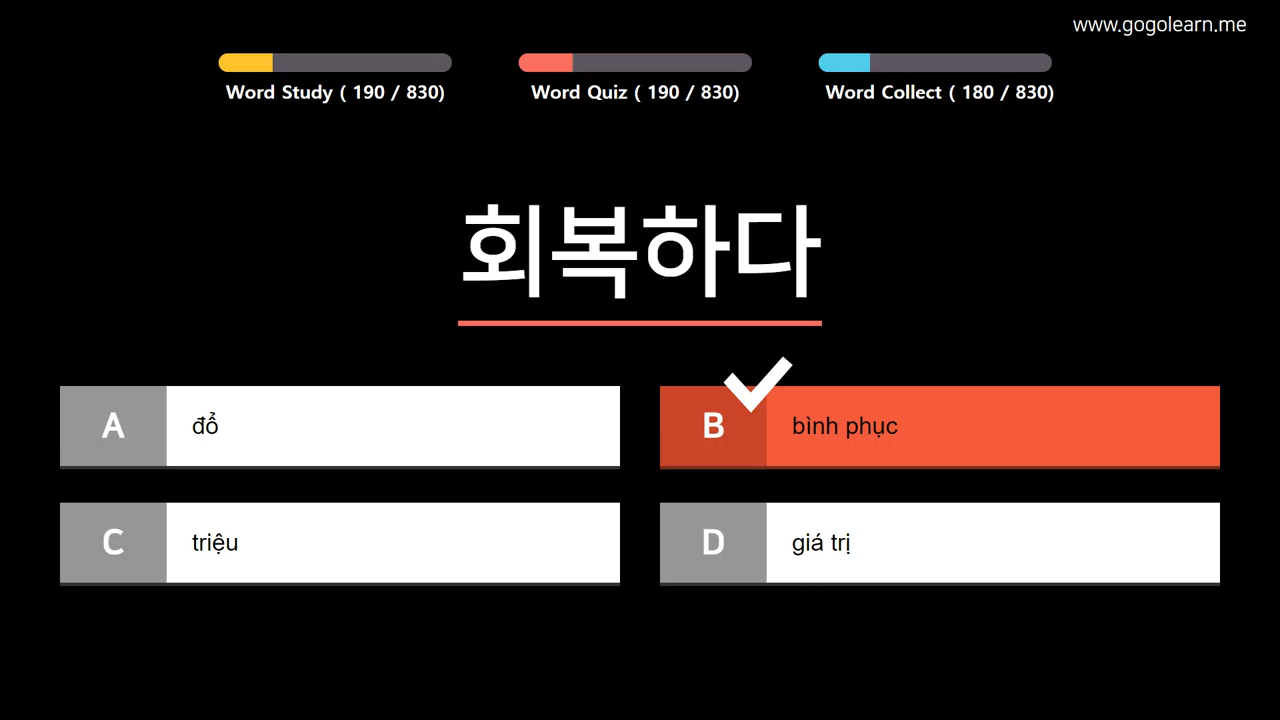 www.gogolearn.me
Word Study ( 190 / 830)
Word Quiz ( 190 / 830)
Word Collect ( 180 / 830)
회복하다
A đổ
B bình phục
C triệu
D giá trị